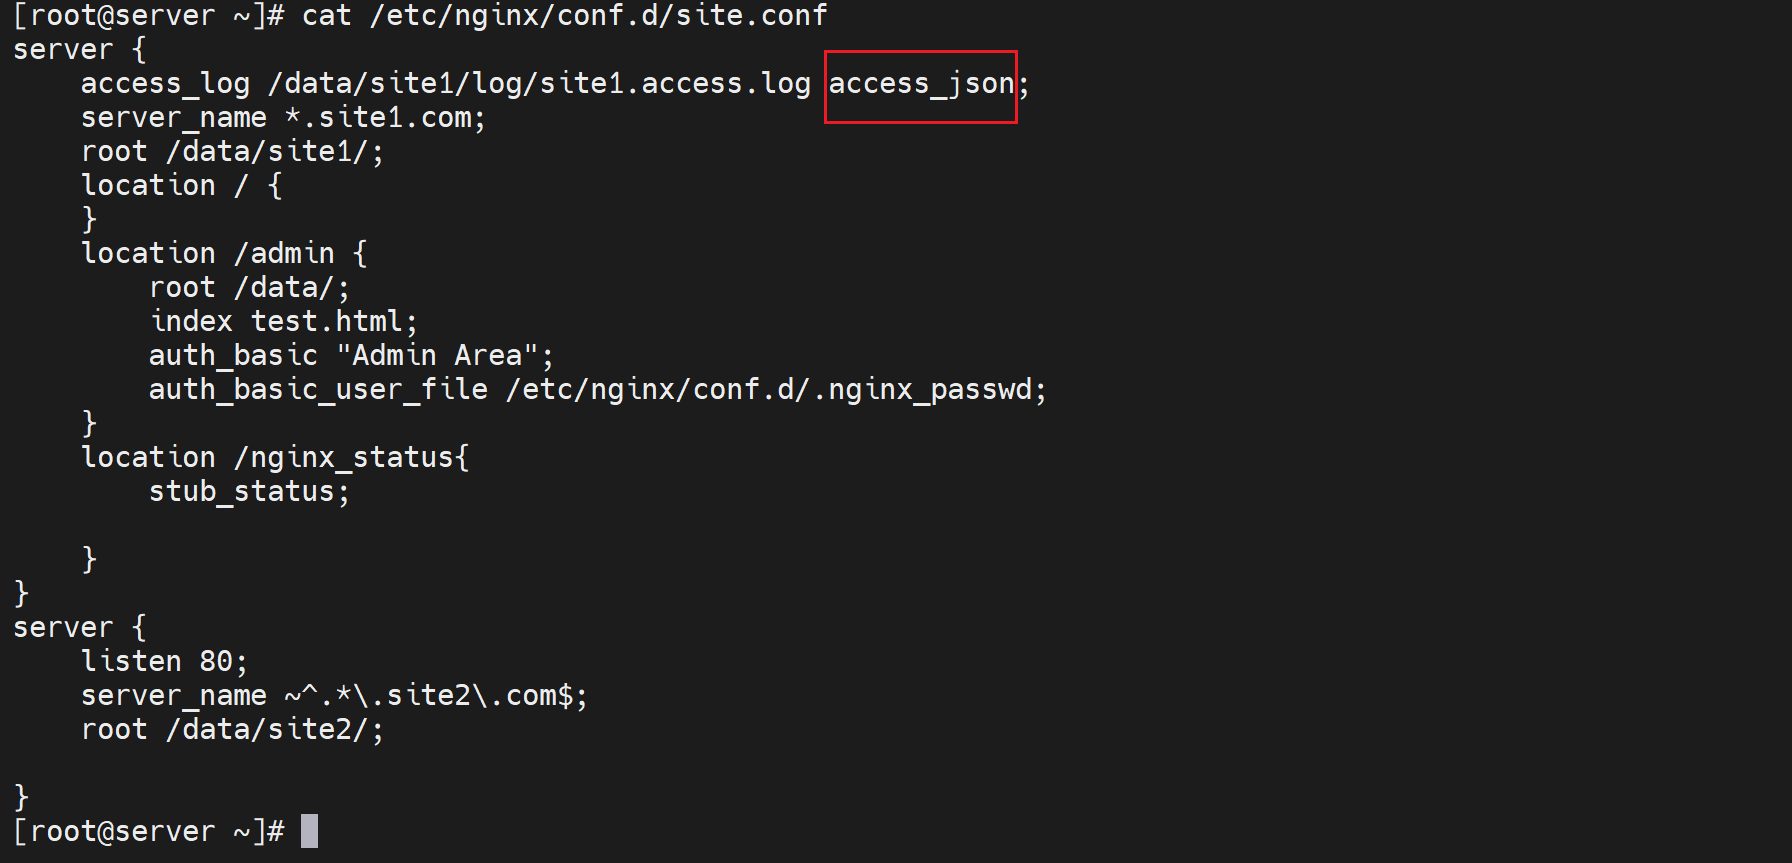 [root@server ~]# cat /etc/nginx/conf.d/site.conf
server {
    access_log /data/site1/log/site1.access.log access_json;
    server_name *.site1.com;
    root /data/site1/;
    location / {
    }
    location /admin {
        root /data/;
        index test.html;
        auth_basic "Admin Area";
        auth_basic_user_file /etc/nginx/conf.d/.nginx_passwd;
    }
    location /nginx_status{
        stub_status;

    }
}
server {
    listen 80;
    server_name ~^.*\.site2\.com$;
    root /data/site2/;

}
[root@server ~]#